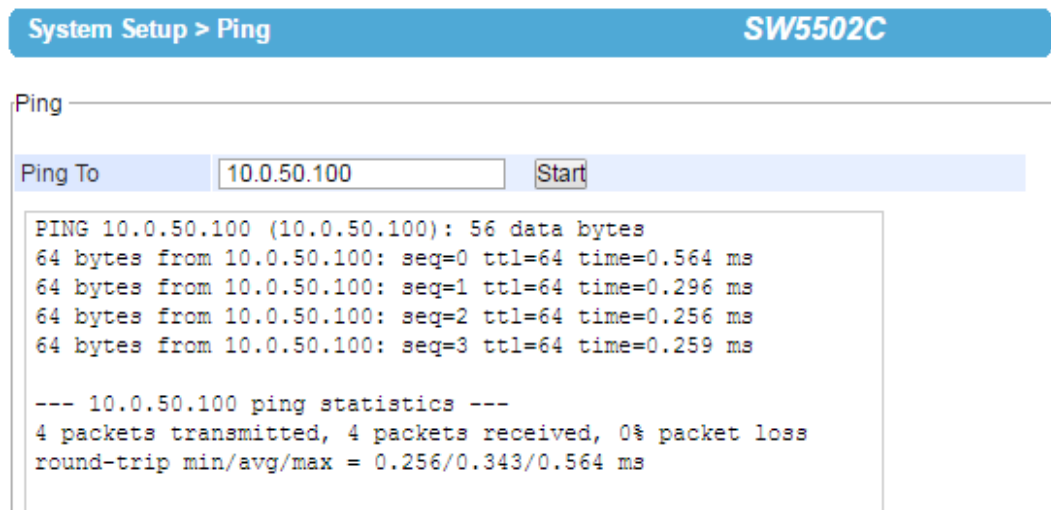 System Setup > Ping
SW5502C
Ping
Ping To 10.0.50.100 Start
PING 10.0.50.100 (10.0.50.100): 56 data bytes
64 bytes from 10.0.50.100: seq=0 ttl=64 time=0.564 ms
64 bytes from 10.0.50.100: seq=1 ttl=64 time=0.296 ms
64 bytes from 10.0.50.100: seq=2 ttl=64 time=0.256 ms
64 bytes from 10.0.50.100: seq=3 ttl=64 time=0.259 ms
--- 10.0.50.100 ping statistics ---
4 packets transmitted, 4 packets received, 0% packet loss
round-trip min/avg/max = 0.256/0.343/0.564 ms